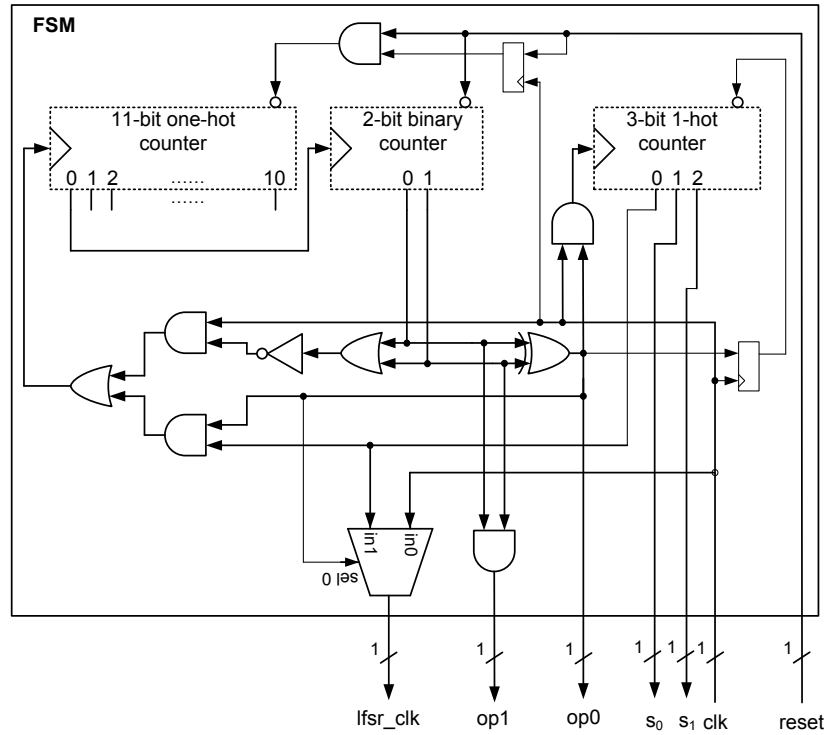 FSM
11-bit one-hot
counter
0 1 2 ...... 10
......
2-bit binary
counter
0 1
3-bit 1-hot
counter
0 1 2
in1 in0
sel 0
1 1 1 1 1 1 1
lfsr_clk op1 op0 s0 s1 clk reset